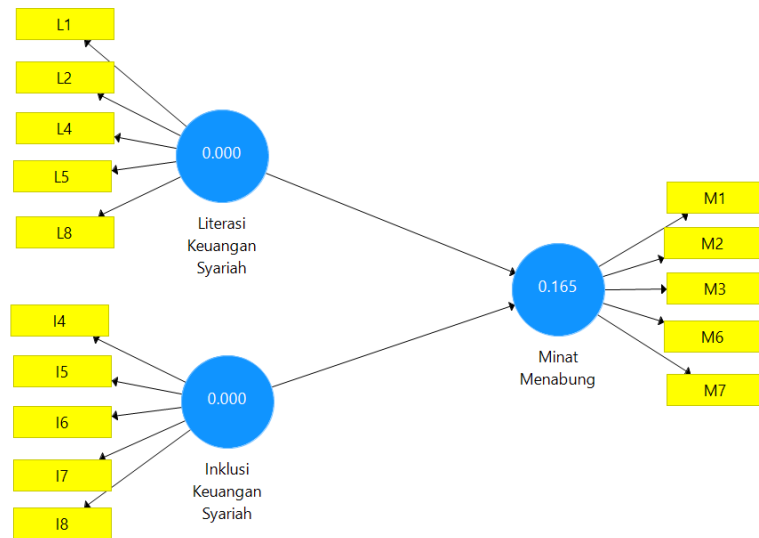 L1
L2
L4
L5
L8
0.000
Literasi
Keuangan
Syariah
I4
I5
I6
I7
I8
0.000
Inklusi
Keuangan
Syariah
0.165
Minat
Menabung
M1
M2
M3
M6
M7